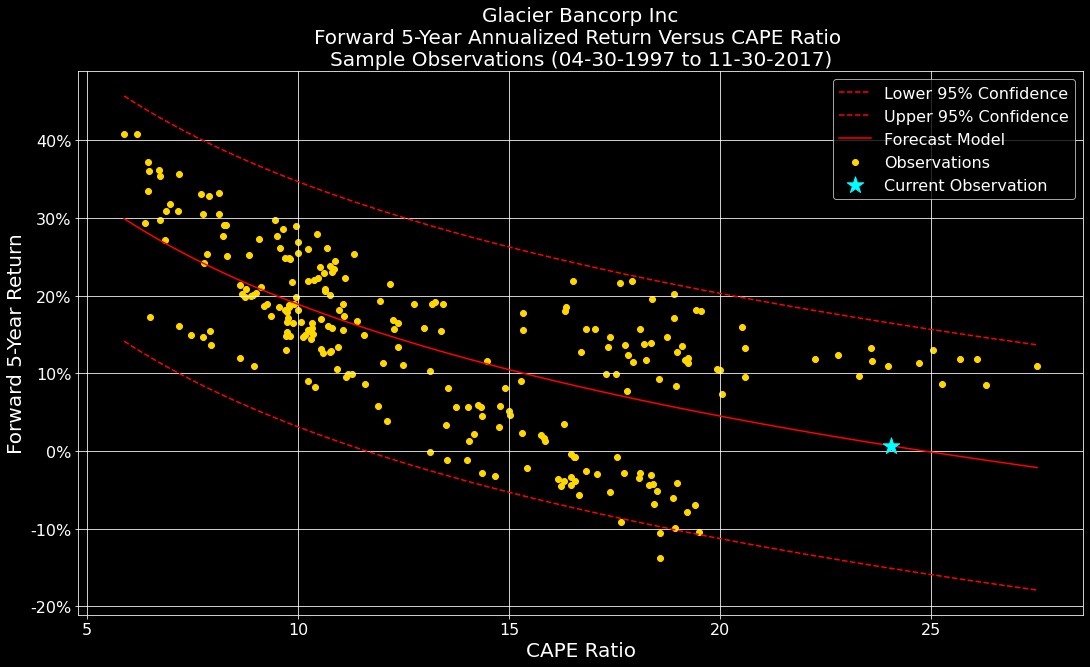 Glacier Bancorp Inc
Forward 5-Year Annualized Return Versus CAPE Ratio
Sample Observations (04-30-1997 to 11-30-2017)
Lower 95% Confidence
Upper 95% Confidence
Forecast Model
Observations
Current Observation
Forward 5-Year Return
40%
30%
20%
10%
0%
-10%
-20%
5
10
15
20
25
CAPE Ratio